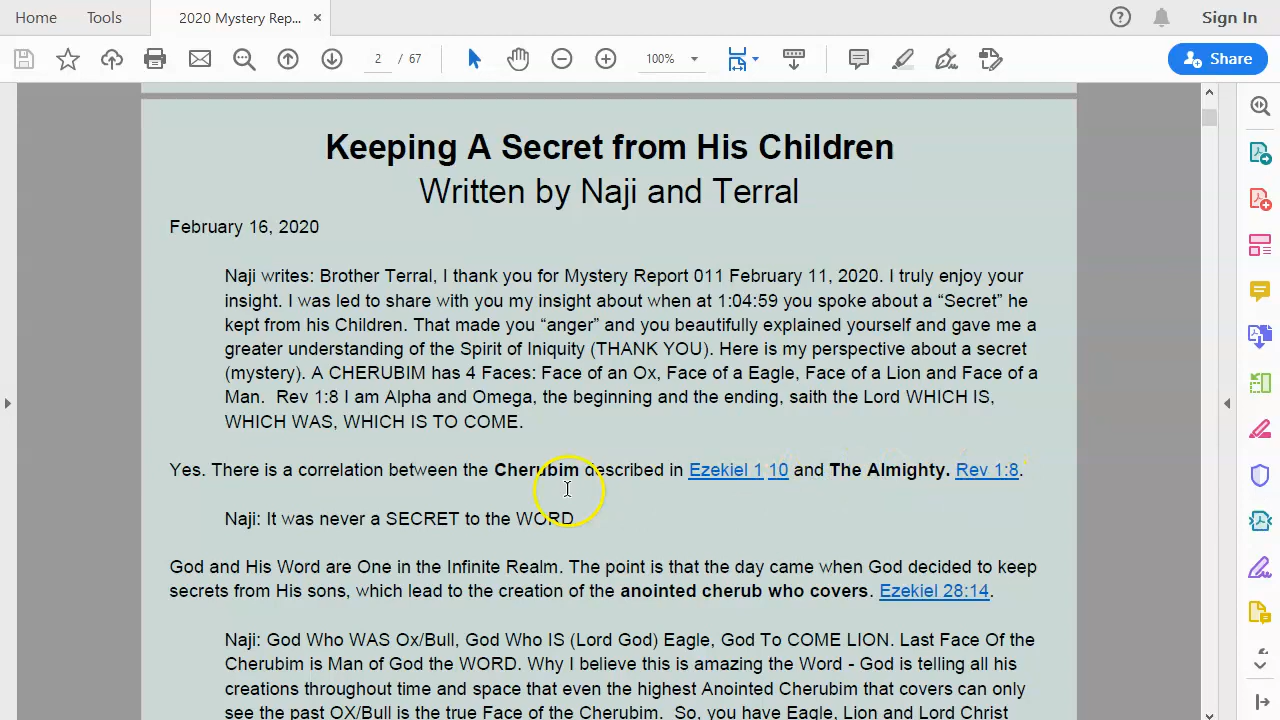 Home Tools 2020 Mystery Rep... × Sign In
2 / 67 100% Share
Keeping A Secret from His Children
Written by Naji and Terral
February 16, 2020
Naji writes: Brother Terral, I thank you for Mystery Report 011 February 11, 2020. I truly enjoy your
insight. I was led to share with you my insight about when at 1:04:59 you spoke about a “Secret” he
kept from his Children. That made you “anger” and you beautifully explained yourself and gave me a
greater understanding of the Spirit of Iniquity (THANK YOU). Here is my perspective about a secret
(mystery). A CHERUBIM has 4 Faces: Face of an Ox, Face of a Eagle, Face of a Lion and Face of a
Man. Rev 1:8 I am Alpha and Omega, the beginning and the ending, saith the Lord WHICH IS,
WHICH WAS, WHICH IS TO COME.
Yes. There is a correlation between the Cherubim described in Ezekiel 1 10 and The Almighty. Rev 1:8.
Naji: It was never a SECRET to the WORD
God and His Word are One in the Infinite Realm. The point is that the day came when God decided to keep
secrets from His sons, which lead to the creation of the anointed cherub who covers. Ezekiel 28:14.
Naji: God Who WAS Ox/Bull, God Who IS (Lord God) Eagle, God To COME LION. Last Face Of the
Cherubim is Man of God the WORD. Why I believe this is amazing the Word - God is telling all his
creations throughout time and space that even the highest Anointed Cherubim that covers can only
see the past OX/Bull is the true Face of the Cherubim. So, you have Eagle, Lion and Lord Christ